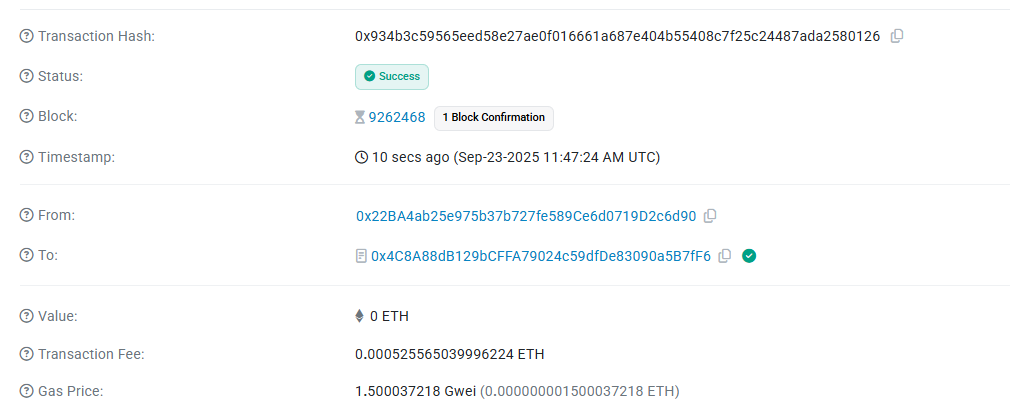 Transaction Hash: 0x934b3c59565eed58e27ae0f016661a687e404b55408c7f25c24487ada2580126
Status: Success
Block: 9262468 1 Block Confirmation
Timestamp: 10 secs ago (Sep-23-2025 11:47:24 AM UTC)
From: 0x22BA4ab25e975b37b727fe589Ce6d0719D2c6d90
To: 0x4C8A88dB129bCFFA79024c59dfDe83090a5B7fF6
Value: 0 ETH
Transaction Fee: 0.000525565039996224 ETH
Gas Price: 1.500037218 Gwei (0.000000001500037218 ETH)